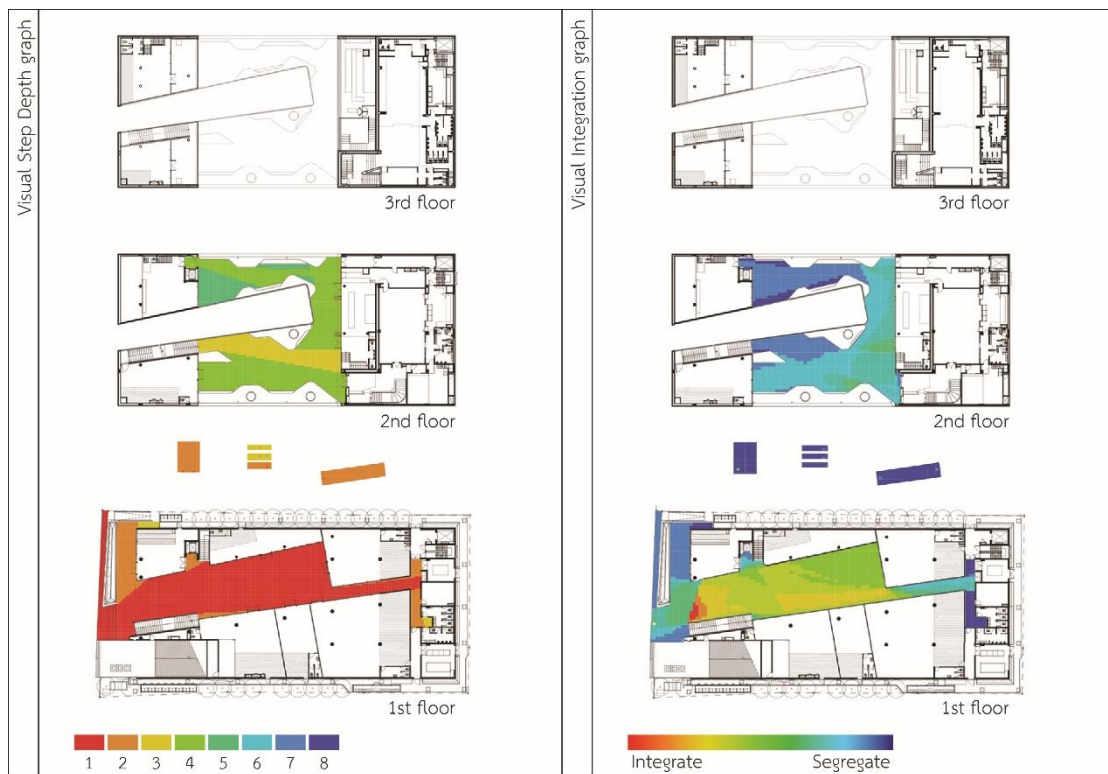 Visual Step Depth graph
3rd floor
2nd floor
1st floor
1 2 3 4 5 6 7 8
Visual Integration graph
3rd floor
2nd floor
1st floor
Integrate Segregate